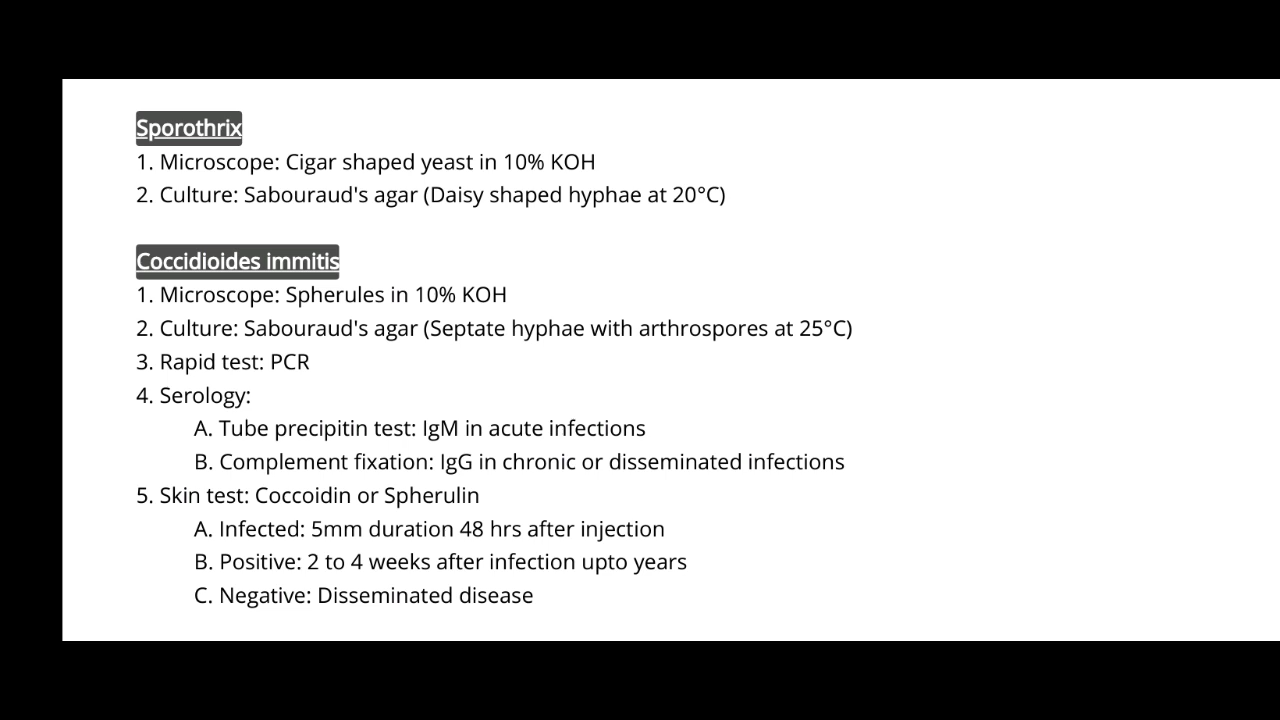 Sporothrix
1. Microscope: Cigar shaped yeast in 10% KOH
2. Culture: Sabouraud's agar (Daisy shaped hyphae at 20°C)
Coccidioides immitis
1. Microscope: Spherules in 10% KOH
2. Culture: Sabouraud's agar (Septate hyphae with arthrospores at 25°C)
3. Rapid test: PCR
4. Serology:
A. Tube precipitin test: IgM in acute infections
B. Complement fixation: IgG in chronic or disseminated infections
5. Skin test: Coccoidin or Spherulin
A. Infected: 5mm duration 48 hrs after injection
B. Positive: 2 to 4 weeks after infection upto years
C. Negative: Disseminated disease